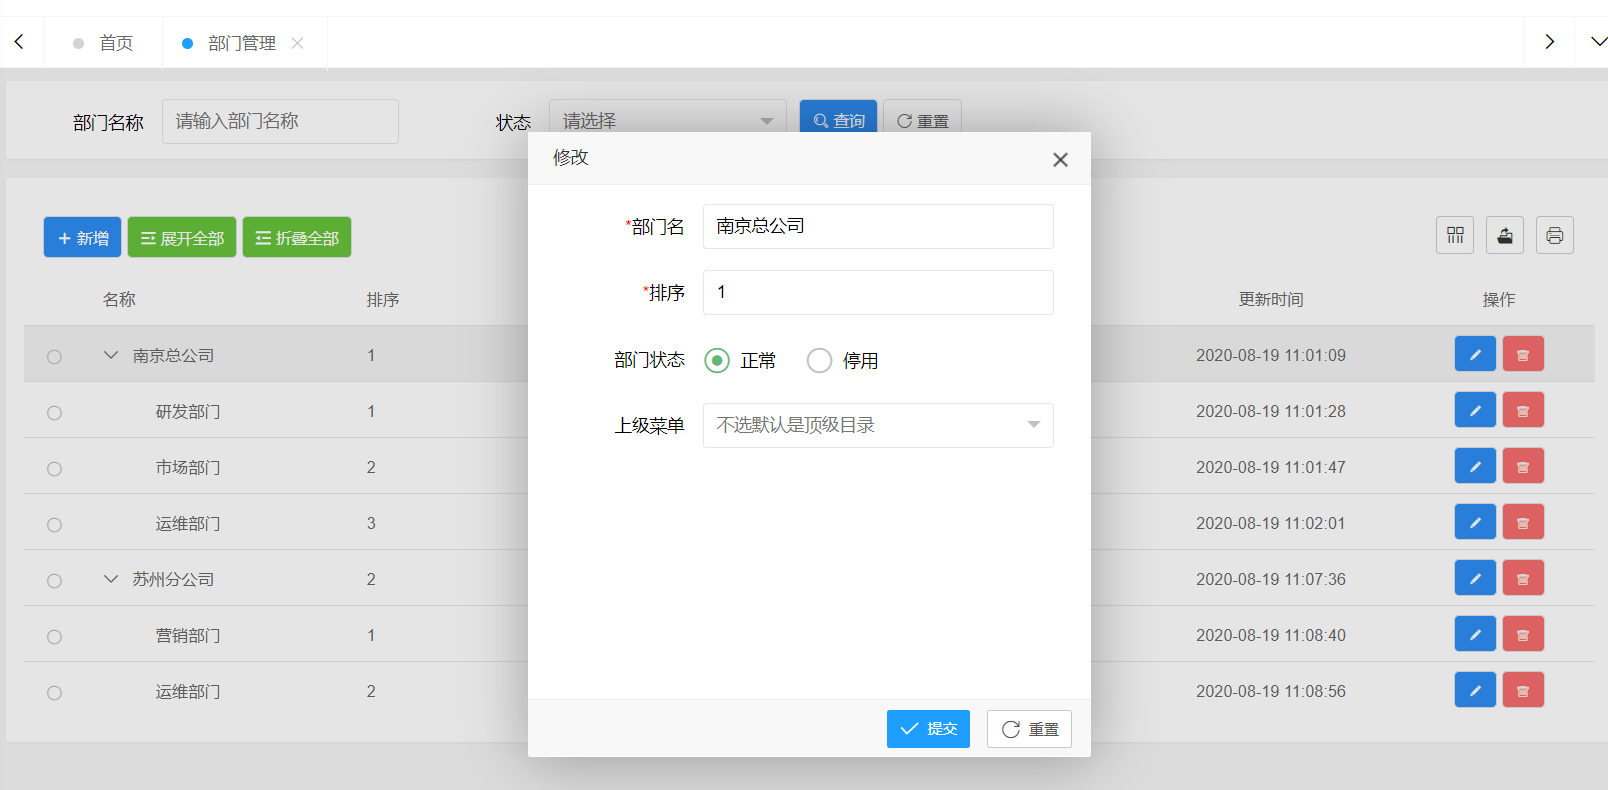 首页
部门管理
部门名称
请输入部门名称
状态
请选择
查询
重置
修改
*部门名
南京总公司
*排序
1
部门状态
正常
停用
上级菜单
不选默认是顶级目录
提交
重置
新增
展开全部
折叠全部
名称 排序 更新时间 操作
南京总公司 1 2020-08-19 11:01:09
研发部门 1 2020-08-19 11:01:28
市场部门 2 2020-08-19 11:01:47
运维部门 3 2020-08-19 11:02:01
苏州分公司 2 2020-08-19 11:07:36
营销部门 1 2020-08-19 11:08:40
运维部门 2 2020-08-19 11:08:56